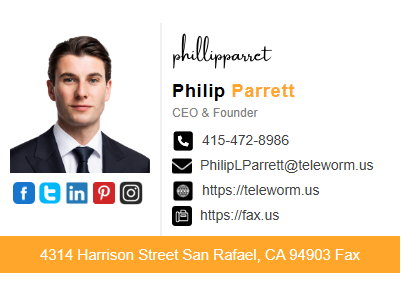 phillipparret
Philip Parrett
CEO & Founder
415-472-8986
PhilipLParrett@teleworm.us
https://teleworm.us
https://fax.us
4314 Harrison Street San Rafael, CA 94903 Fax